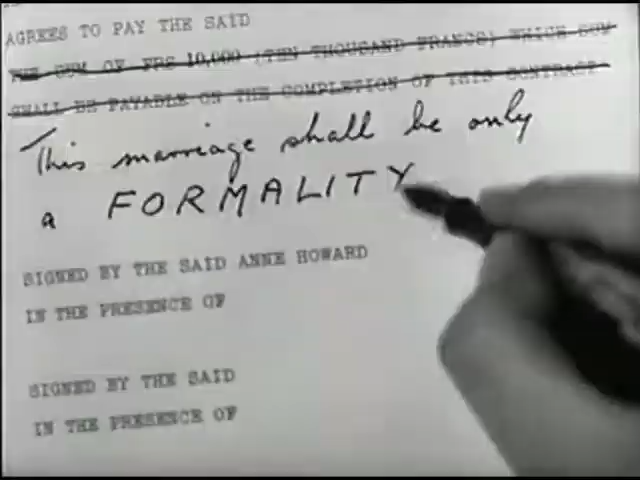 AGREES TO PAY THE SAID
THE SUM OF FRS 10,000 (TEN THOUSAND FRANCS) WHICH SUM
SHALL BE PAYABLE ON THE COMPLETION OF THIS CONTRACT
This marriage shall be only
a FORMALITY
SIGNED BY THE SAID ANNE HOWARD
IN THE PRESENCE OF
SIGNED BY THE SAID
IN THE PRESENCE OF